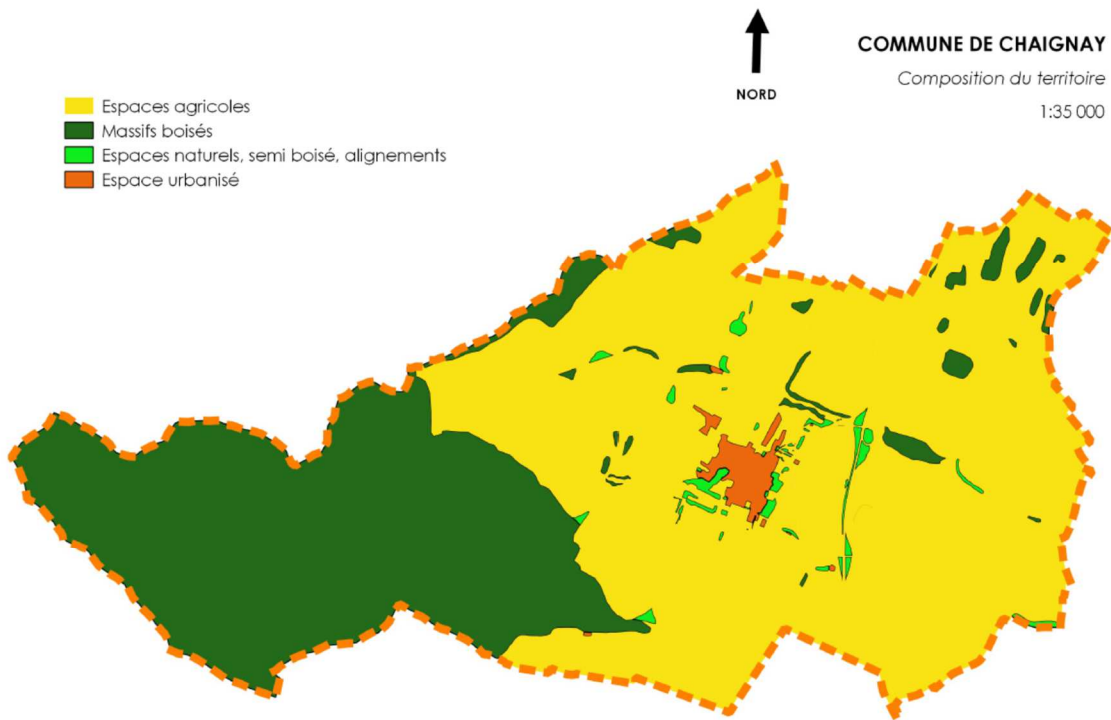 COMMUNE DE CHAIGNAY
Composition du territoire
1:35 000
NORD
Espaces agricoles
Massifs boisés
Espaces naturels, semi boisé, alignements
Espace urbanisé